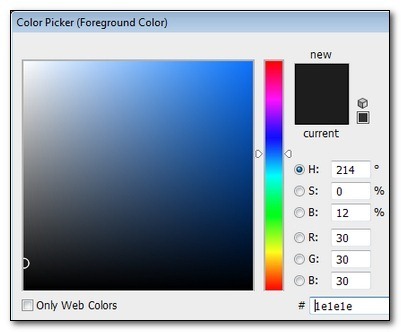 Color Picker (Foreground Color)
new
current
H: 214 °
S: 0 %
B: 12 %
R: 30
G: 30
B: 30
Only Web Colors
# 1e1e1e